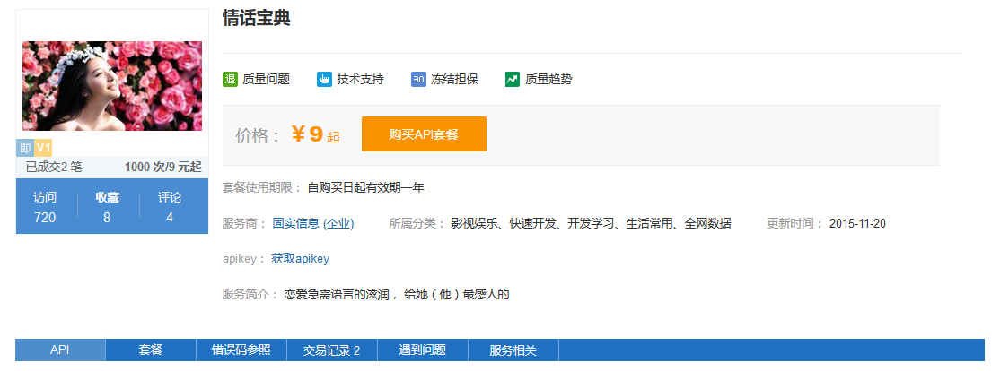 情话宝典
退 质量问题 技术支持 30 冻结担保 质量趋势
价格： ¥9 起 购买API套餐
即 V1
已成交2 笔 1000 次/9 元起
访问 收藏 评论
720 8 4
套餐使用期限： 自购买日起有效期一年
服务商： 固实信息 (企业) 所属分类： 影视娱乐、快速开发、开发学习、生活常用、全网数据 更新时间： 2015-11-20
apikey： 获取apikey
服务简介： 恋爱急需语言的滋润， 给她（他）最感人的
API 套餐 错误码参照 交易记录 2 遇到问题 服务相关